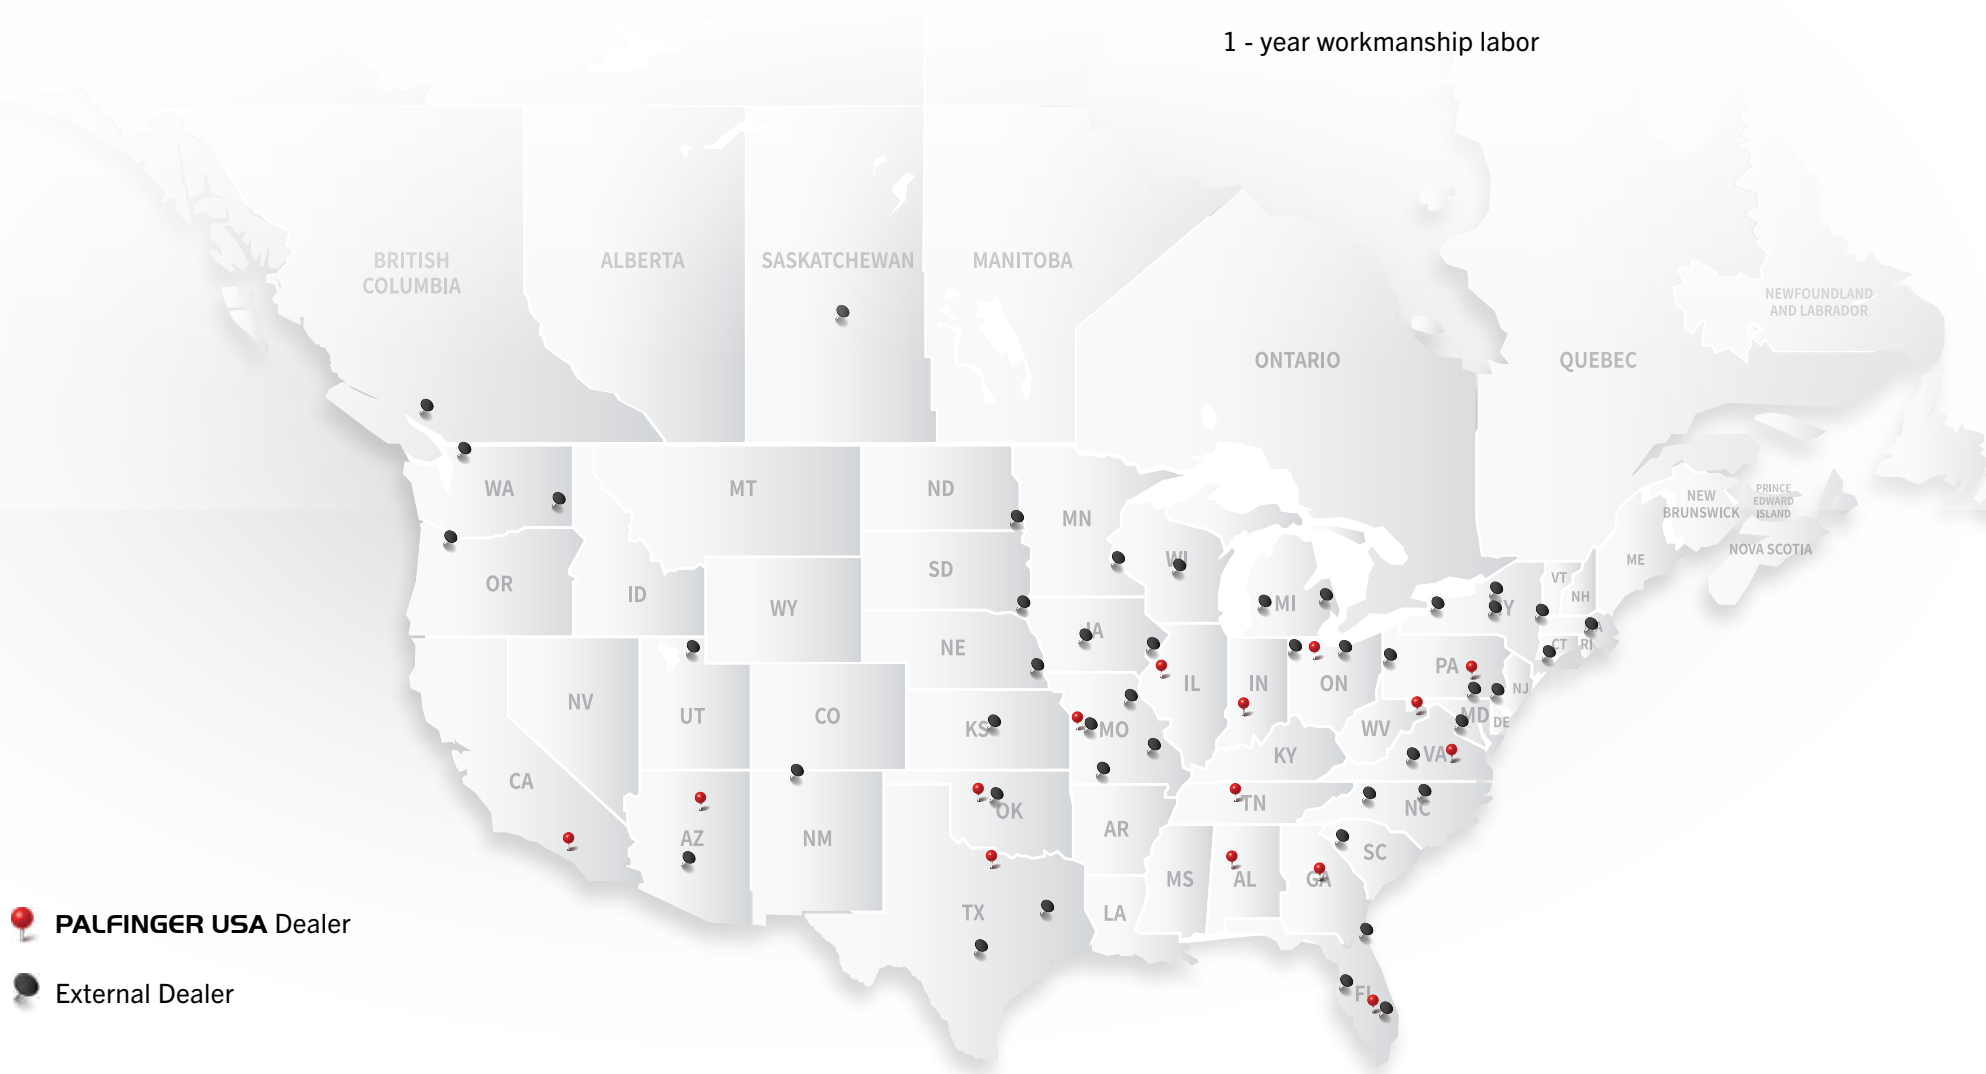 1 - year workmanship labor
BRITISH
COLUMBIA
ALBERTA
SASKATCHEWAN
MANITOBA
NEWFOUNDLAND
AND LABRADOR
ONTARIO
QUEBEC
WA
MT
ND
MN
NEW
BRUNSWICK
PRINCE
EDWARD
ISLAND
NOVA SCOTIA
ME
WI
VT
NH
OR
ID
WY
SD
MI
Y
IA
NE
CT
RI
PA
NV
UT
CO
KS
MO
IL
IN
ON
NJ
WV
MD
DE
KY
VA
CA
AZ
NM
OK
AR
TN
NC
SC
MS
AL
GA
TX
LA
FL
PALFINGER USA Dealer
External Dealer